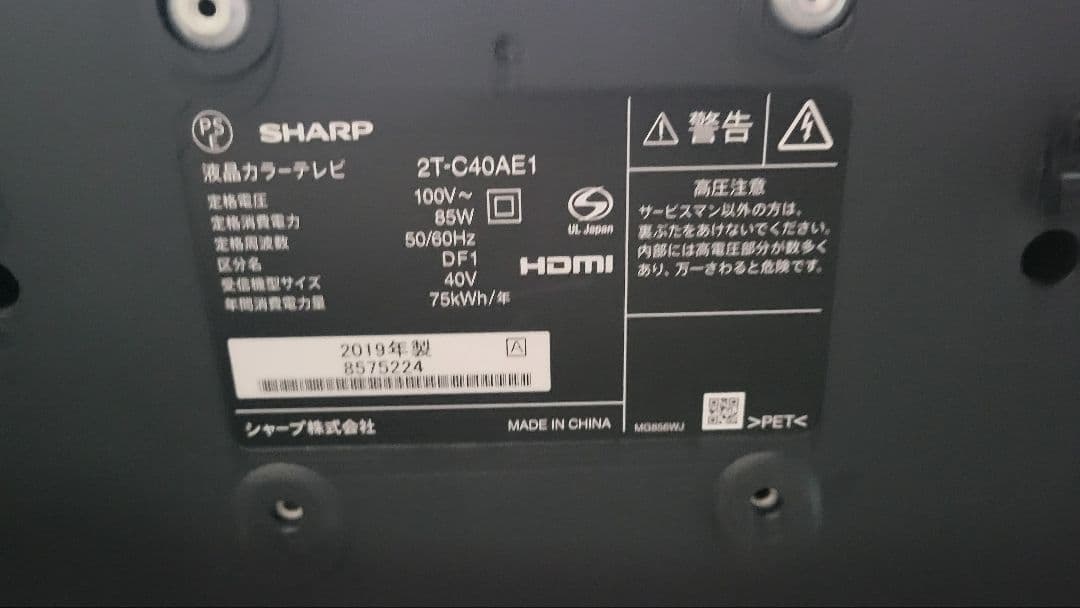 PS
E
SHARP
液晶カラーテレビ 2T-C40AE1
定格電圧 100V~
定格消費電力 85W
定格周波数 50/60Hz
区分名 DF1
受信機型サイズ 40V
年間消費電力量 75kWh/年
UL Japan
HDMI
2019年製 A
8575224
シャープ株式会社 MADE IN CHINA
警告
高圧注意
サービスマン以外の方は、
裏ぶたをあけないでください。
内部には高電圧部分が数多く
あり、万一さわると危険です。
MG856WJ >PET<